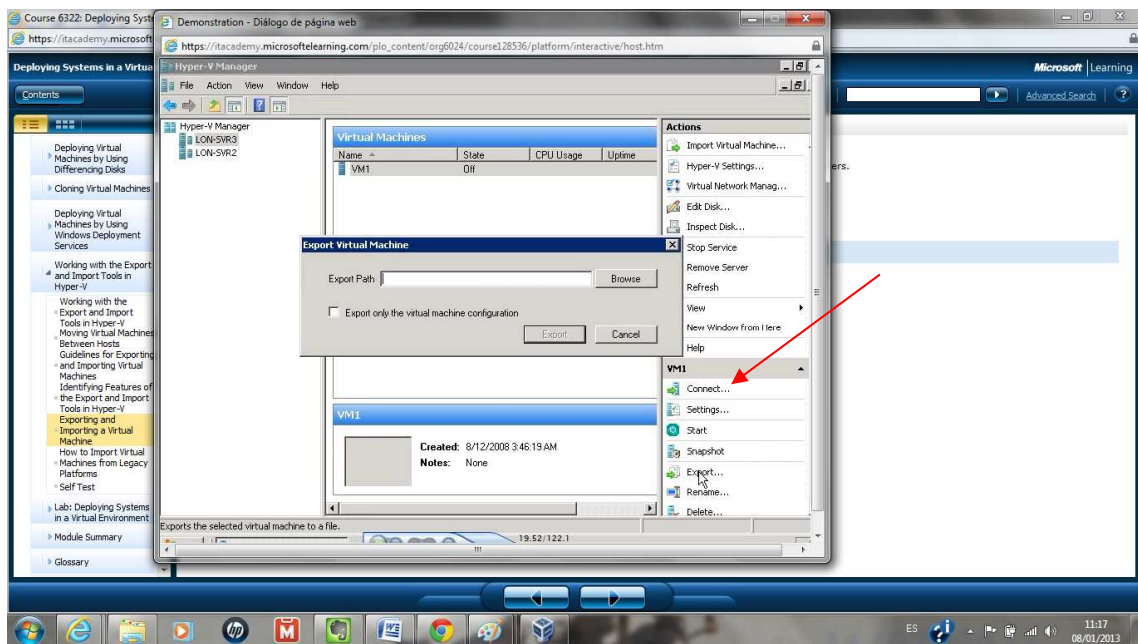 Course 6322: Deploying Syste
https://itacademy.microsoft
Demonstration - Diálogo de página web
https://itacademy.microsoftelearning.com/plo_content/org6024/course128536/platform/interactive/host.htm
Deploying Systems in a Virtua
Microsoft | Learning
Contents
Advanced Search
Deploying Virtual
Machines by Using
Differencing Disks
Cloning Virtual Machines
Deploying Virtual
Machines by Using
Windows Deployment
Services
Working with the Export
and Import Tools in
Hyper-V
Working with the
Export and Import
Tools in Hyper-V
Moving Virtual Machines
Between Hosts
Guidelines for Exporting
and Importing Virtual
Machines
Identifying Features of
the Export and Import
Tools in Hyper-V
Exporting and
Importing a Virtual
Machine
How to Import Virtual
Machines from Legacy
Platforms
Self Test
Lab: Deploying Systems
in a Virtual Environment
Module Summary
Glossary
Hyper-V Manager
File Action View Window Help
Hyper-V Manager
LON-SVR3
LON-SVR2
Virtual Machines
Name State CPU Usage Uptime
VM1 Off
Export Virtual Machine
Export Path Browse
Export only the virtual machine configuration
Export Cancel
VM1
Created: 8/12/2008 3:46:19 AM
Notes: None
Actions
Import Virtual Machine...
Hyper-V Settings...
Virtual Network Manag...
Edit Disk...
Inspect Disk...
Stop Service
Remove Server
Refresh
View
New Window from Here
Help
VM1
Connect...
Settings...
Start
Snapshot
Export...
Rename...
Delete...
ers.
Exports the selected virtual machine to a file.
19.52/122.1
ES
11:17
08/01/2013